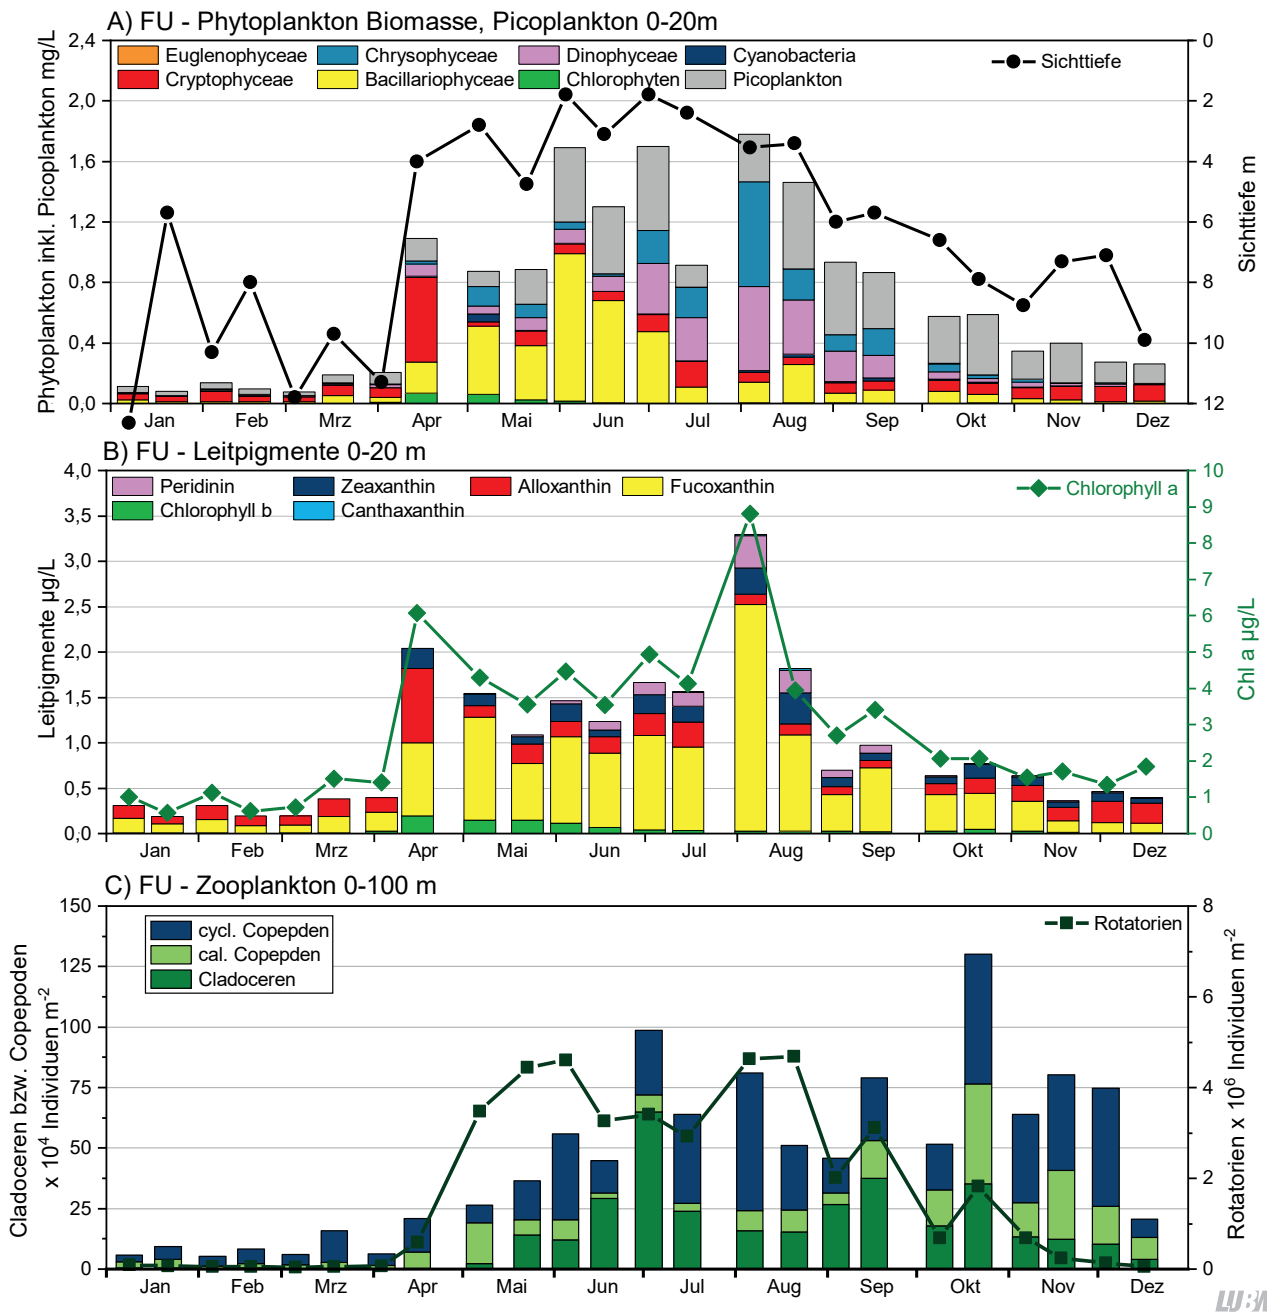 A) FU - Phytoplankton Biomasse, Picoplankton 0-20m
Phytoplankton inkl. Picoplankton mg/L
2,4
2,0
1,6
1,2
0,8
0,4
0,0
Euglenophyceae Chrysophyceae Dinophyceae Cyanobacteria
Cryptophyceae Bacillariophyceae Chlorophyten Picoplankton
Sichttiefe
0
2
4
6
8
10
12
Sichttiefe m
Jan Feb Mrz Apr Mai Jun Jul Aug Sep Okt Nov Dez
B) FU - Leitpigmente 0-20 m
Leitpigmente µg/L
4,0
3,5
3,0
2,5
2,0
1,5
1,0
0,5
0,0
Peridinin Zeaxanthin Alloxanthin Fucoxanthin
Chlorophyll b Canthaxanthin
Chlorophyll a
10
9
8
7
6
5
4
3
2
1
0
Chl a µg/L
Jan Feb Mrz Apr Mai Jun Jul Aug Sep Okt Nov Dez
C) FU - Zooplankton 0-100 m
Cladoceren bzw. Copepoden
x 10⁴ Individuen m⁻²
150
125
100
75
50
25
0
cycl. Copepden
cal. Copepden
Cladoceren
Rotatorien
8
6
4
2
0
Rotatorien x 10⁶ Individuen m⁻²
Jan Feb Mrz Apr Mai Jun Jul Aug Sep Okt Nov Dez